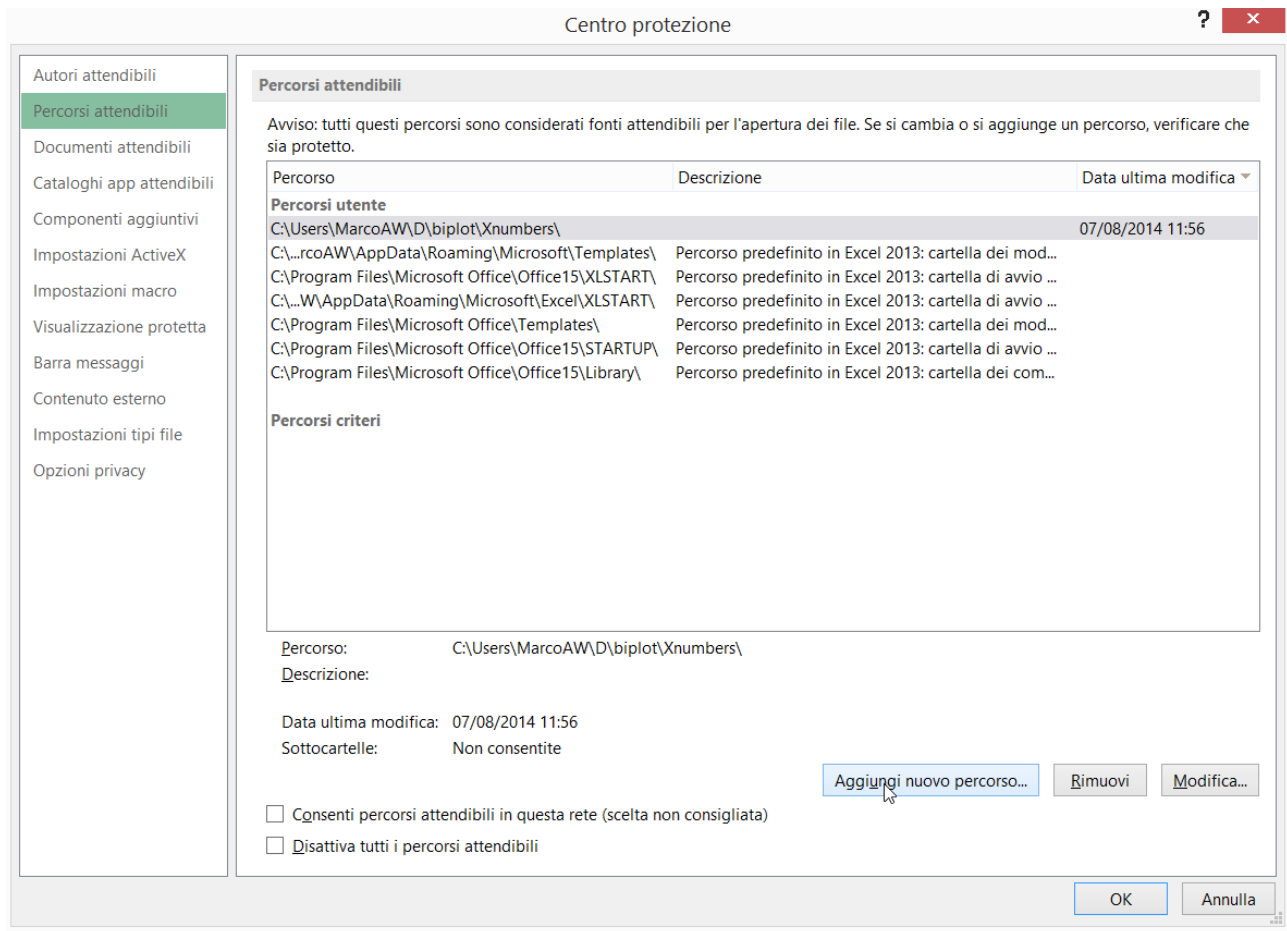 Centro protezione
?
Autori attendibili
Percorsi attendibili
Documenti attendibili
Cataloghi app attendibili
Componenti aggiuntivi
Impostazioni ActiveX
Impostazioni macro
Visualizzazione protetta
Barra messaggi
Contenuto esterno
Impostazioni tipi file
Opzioni privacy
Percorsi attendibili
Avviso: tutti questi percorsi sono considerati fonti attendibili per l'apertura dei file. Se si cambia o si aggiunge un percorso, verificare che
sia protetto.
Percorso Descrizione Data ultima modifica
Percorsi utente
C:\Users\MarcoAW\D\biplot\Xnumbers\ 07/08/2014 11:56
C:\...rcoAW\AppData\Roaming\Microsoft\Templates\ Percorso predefinito in Excel 2013: cartella dei mod...
C:\Program Files\Microsoft Office\Office15\XLSTART\ Percorso predefinito in Excel 2013: cartella di avvio ...
C:\...W\AppData\Roaming\Microsoft\Excel\XLSTART\ Percorso predefinito in Excel 2013: cartella di avvio ...
C:\Program Files\Microsoft Office\Templates\ Percorso predefinito in Excel 2013: cartella dei mod...
C:\Program Files\Microsoft Office\Office15\STARTUP\ Percorso predefinito in Excel 2013: cartella di avvio ...
C:\Program Files\Microsoft Office\Office15\Library\ Percorso predefinito in Excel 2013: cartella dei com...
Percorsi criteri
Percorso: C:\Users\MarcoAW\D\biplot\Xnumbers\
Descrizione:
Data ultima modifica: 07/08/2014 11:56
Sottocartelle: Non consentite
Aggiungi nuovo percorso... Rimuovi Modifica...
Consenti percorsi attendibili in questa rete (scelta non consigliata)
Disattiva tutti i percorsi attendibili
OK Annulla